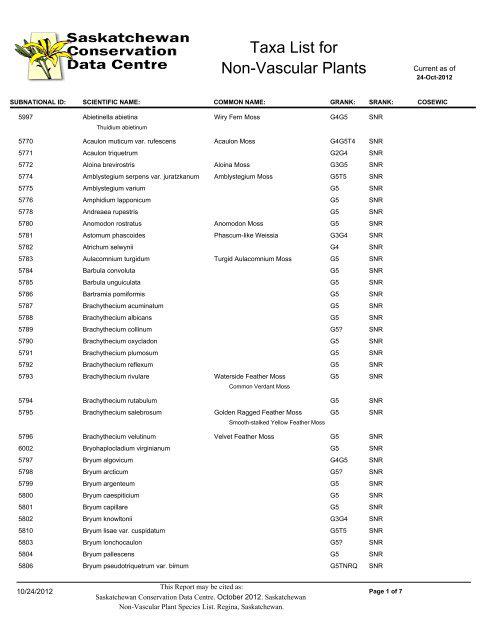 Saskatchewan
Conservation
Data Centre
Taxa List for
Non-Vascular Plants
Current as of
24-Oct-2012
SUBNATIONAL ID: SCIENTIFIC NAME: COMMON NAME: GRANK: SRANK: COSEWIC
5997 Abietinella abietina Wiry Fern Moss G4G5 SNR
Thuidium abietinum
5770 Acaulon muticum var. rufescens Acaulon Moss G4G5T4 SNR
5771 Acaulon triquetrum G2G4 SNR
5772 Aloina brevirostris Aloina Moss G3G5 SNR
5774 Amblystegium serpens var. juratzkanum Amblystegium Moss G5T5 SNR
5775 Amblystegium varium G5 SNR
5776 Amphidium lapponicum G5 SNR
5778 Andreaea rupestris G5 SNR
5780 Anomodon rostratus Anomodon Moss G5 SNR
5781 Astomum phascoides Phascum-like Weissia G3G4 SNR
5782 Atrichum selwynii G4 SNR
5783 Aulacomnium turgidum Turgid Aulacomnium Moss G5 SNR
5784 Barbula convoluta G5 SNR
5785 Barbula unguiculata G5 SNR
5786 Bartramia pomiformis G5 SNR
5787 Brachythecium acuminatum G5 SNR
5788 Brachythecium albicans G5 SNR
5789 Brachythecium collinum G5? SNR
5790 Brachythecium oxycladon G5 SNR
5791 Brachythecium plumosum G5 SNR
5792 Brachythecium reflexum G5 SNR
5793 Brachythecium rivulare Waterside Feather Moss G5 SNR
Common Verdant Moss
5794 Brachythecium rutabulum G5 SNR
5795 Brachythecium salebrosum Golden Ragged Feather Moss G5 SNR
Smooth-stalked Yellow Feather Moss
5796 Brachythecium velutinum Velvet Feather Moss G5 SNR
6002 Bryohaplocladium virginianum G5 SNR
5797 Bryum algovicum G4G5 SNR
5798 Bryum arcticum G5? SNR
5799 Bryum argenteum G5 SNR
5800 Bryum caespiticium G5 SNR
5801 Bryum capillare G5 SNR
5802 Bryum knowltonii G3G4 SNR
5810 Bryum lisae var. cuspidatum G5T5 SNR
5803 Bryum lonchocaulon G5? SNR
5804 Bryum pallescens G5 SNR
5806 Bryum pseudotriquetrum var. bimum G5TNRQ SNR
10/24/2012
This Report may be cited as:
Saskatchewan Conservation Data Centre. October 2012. Saskatchewan
Non-Vascular Plant Species List. Regina, Saskatchewan.
Page 1 of 7